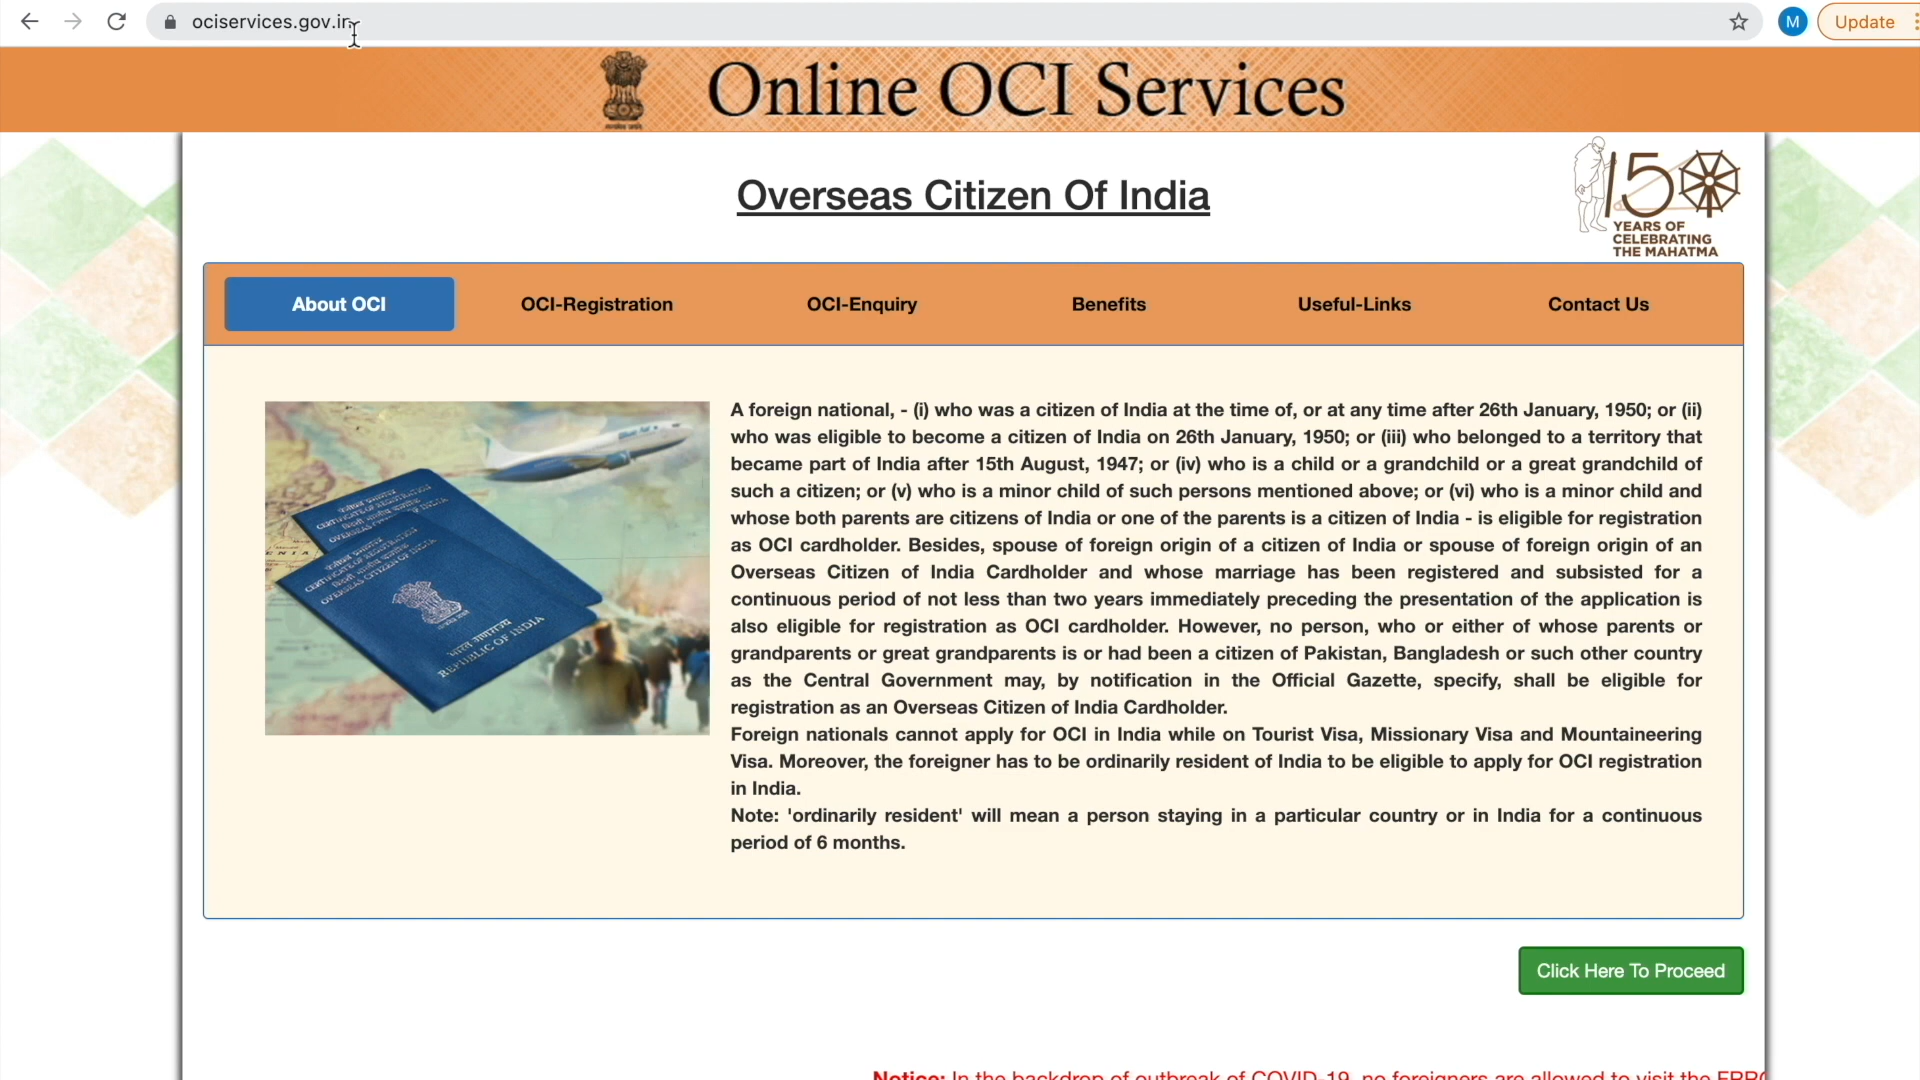 ociservices.gov.in
M
Update
Online OCI Services
Overseas Citizen Of India
150
YEARS OF
CELEBRATING
THE MAHATMA
About OCI
OCI-Registration
OCI-Enquiry
Benefits
Useful-Links
Contact Us
A foreign national, - (i) who was a citizen of India at the time of, or at any time after 26th January, 1950; or (ii)
who was eligible to become a citizen of India on 26th January, 1950; or (iii) who belonged to a territory that
became part of India after 15th August, 1947; or (iv) who is a child or a grandchild or a great grandchild of
such a citizen; or (v) who is a minor child of such persons mentioned above; or (vi) who is a minor child and
whose both parents are citizens of India or one of the parents is a citizen of India - is eligible for registration
as OCI cardholder. Besides, spouse of foreign origin of a citizen of India or spouse of foreign origin of an
Overseas Citizen of India Cardholder and whose marriage has been registered and subsisted for a
continuous period of not less than two years immediately preceding the presentation of the application is
also eligible for registration as OCI cardholder. However, no person, who or either of whose parents or
grandparents or great grandparents is or had been a citizen of Pakistan, Bangladesh or such other country
as the Central Government may, by notification in the Official Gazette, specify, shall be eligible for
registration as an Overseas Citizen of India Cardholder.
Foreign nationals cannot apply for OCI in India while on Tourist Visa, Missionary Visa and Mountaineering
Visa. Moreover, the foreigner has to be ordinarily resident of India to be eligible to apply for OCI registration
in India.
Note: 'ordinarily resident' will mean a person staying in a particular country or in India for a continuous
period of 6 months.
CERTIFICATE OF REGISTRATION
OVERSEAS CITIZEN OF INDIA
भारत गणराज्य
REPUBLIC OF INDIA
Click Here To Proceed
Notice: In the backdrop of outbreak of COVID-19, no foreigners are allowed to visit the